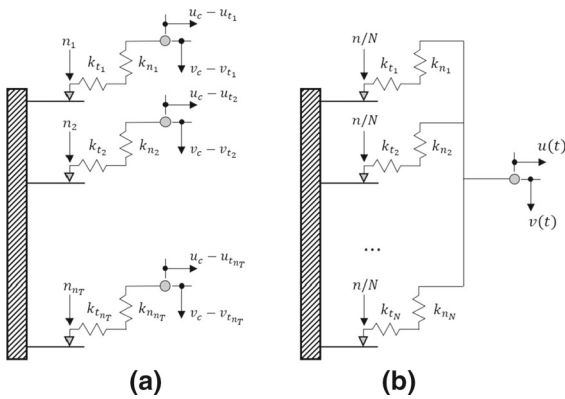 u_c − u_{t_1}
n_1
k_{t_1}
k_{n_1}
v_c − v_{t_1}
u_c − u_{t_2}
n_2
k_{t_2}
k_{n_2}
v_c − v_{t_2}
u_c − u_{t_{n_T}}
n_{n_T}
k_{t_{n_T}}
k_{n_{n_T}}
v_c − v_{t_{n_T}}
(a)
n/N
k_{t_1}
k_{n_1}
n/N
k_{t_2}
k_{n_2}
u(t)
v(t)
...
n/N
k_{t_N}
k_{n_N}
(b)